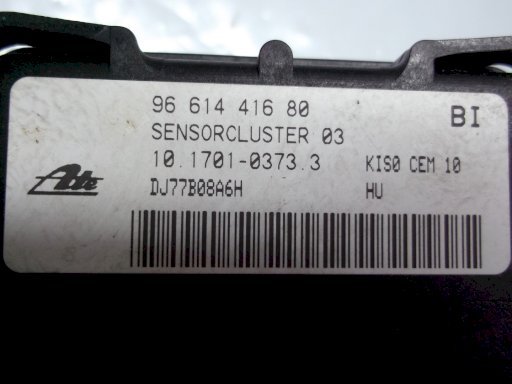 96 614 416 80
BI
SENSORCLUSTER 03
10.1701-0373.3
KIS0 CEM 10
Ate
DJ77B08A6H
HU